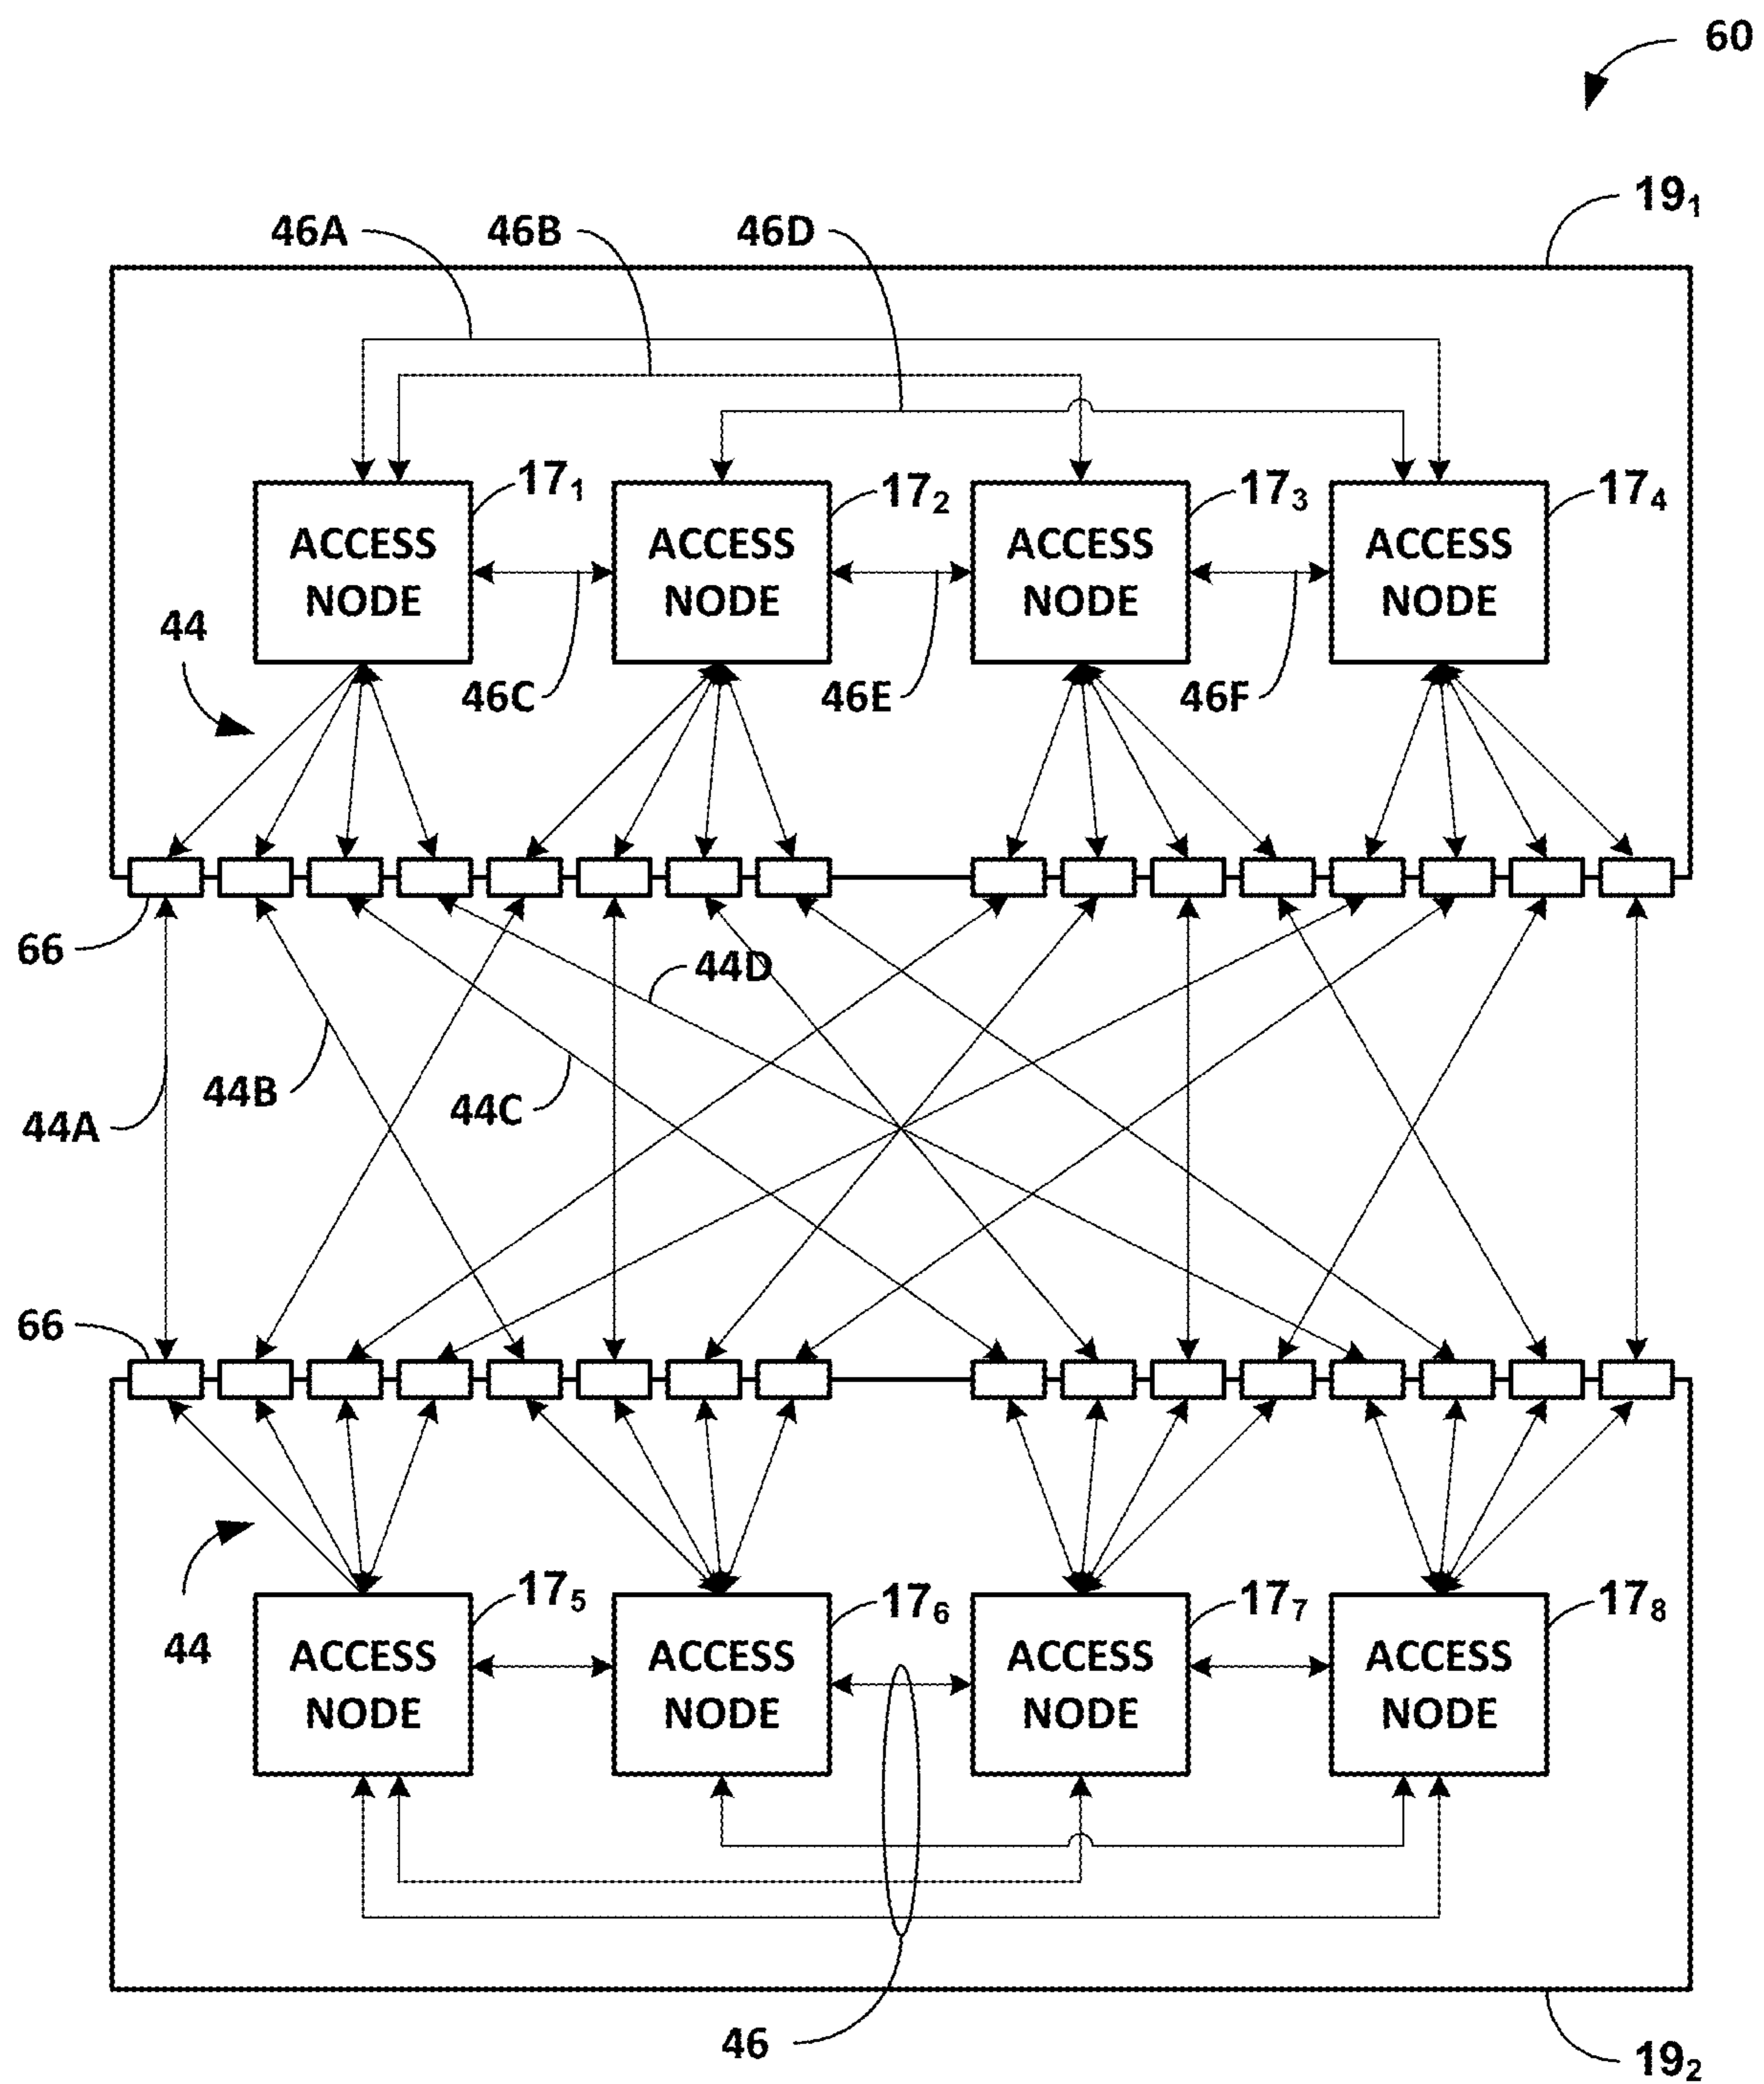 60
19₁
46A 46B 46D
17₁ 17₂ 17₃ 17₄
ACCESS ACCESS ACCESS ACCESS
NODE NODE NODE NODE
44
46C 46E 46F
66
44D
44B
44C
44A
66
44
17₅ 17₆ 17₇ 17₈
ACCESS ACCESS ACCESS ACCESS
NODE NODE NODE NODE
46
19₂